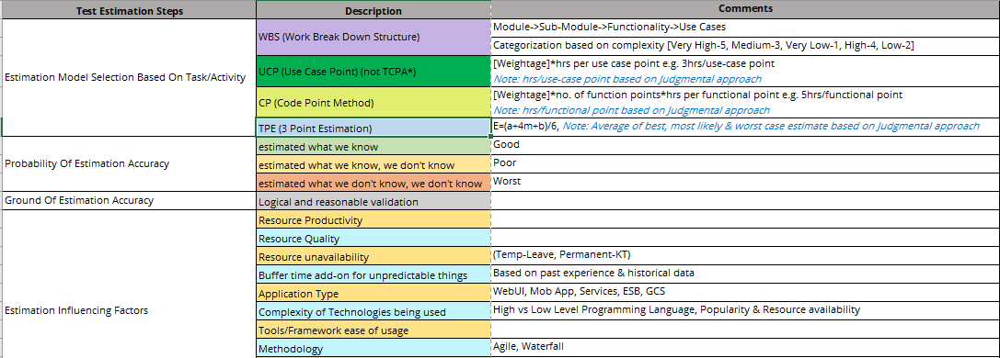 Test Estimation Steps Description Comments
Estimation Model Selection Based On Task/Activity
WBS (Work Break Down Structure)
Module->Sub-Module->Functionality->Use Cases
Categorization based on complexity [Very High-5, Medium-3, Very Low-1, High-4, Low-2]
UCP (Use Case Point) (not TCPA*)
[Weightage]*hrs per use case point e.g. 3hrs/use-case point
Note: hrs/use-case point based on Judgmental approach
CP (Code Point Method)
[Weightage]*no. of function points*hrs per functional point e.g. 5hrs/functional point
Note: hrs/functional point based on Judgmental approach
TPE (3 Point Estimation)
E=(a+4m+b)/6, Note: Average of best, most likely & worst case estimate based on Judgmental approach
Probability Of Estimation Accuracy
estimated what we know
Good
estimated what we know, we don't know
Poor
estimated what we don't know, we don't know
Worst
Ground Of Estimation Accuracy
Logical and reasonable validation
Estimation Influencing Factors
Resource Productivity
Resource Quality
Resource unavailability
(Temp-Leave, Permanent-KT)
Buffer time add-on for unpredictable things
Based on past experience & historical data
Application Type
WebUI, Mob App, Services, ESB, GCS
Complexity of Technologies being used
High vs Low Level Programming Language, Popularity & Resource availability
Tools/Framework ease of usage
Methodology
Agile, Waterfall